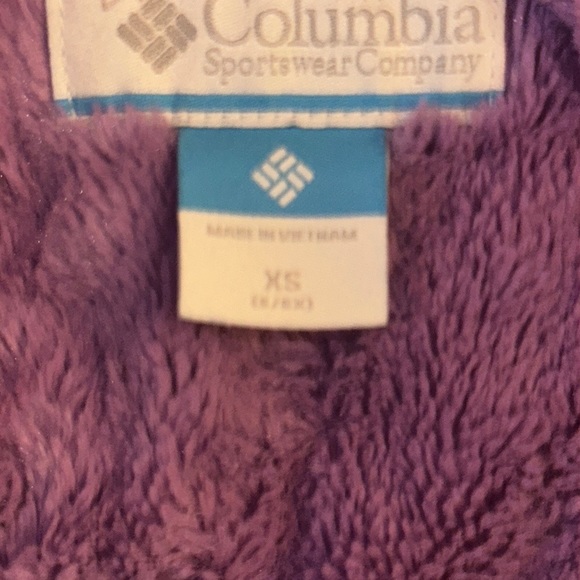 Columbia
Sportswear Company
MADE IN VIETNAM
XS
(6/6X)